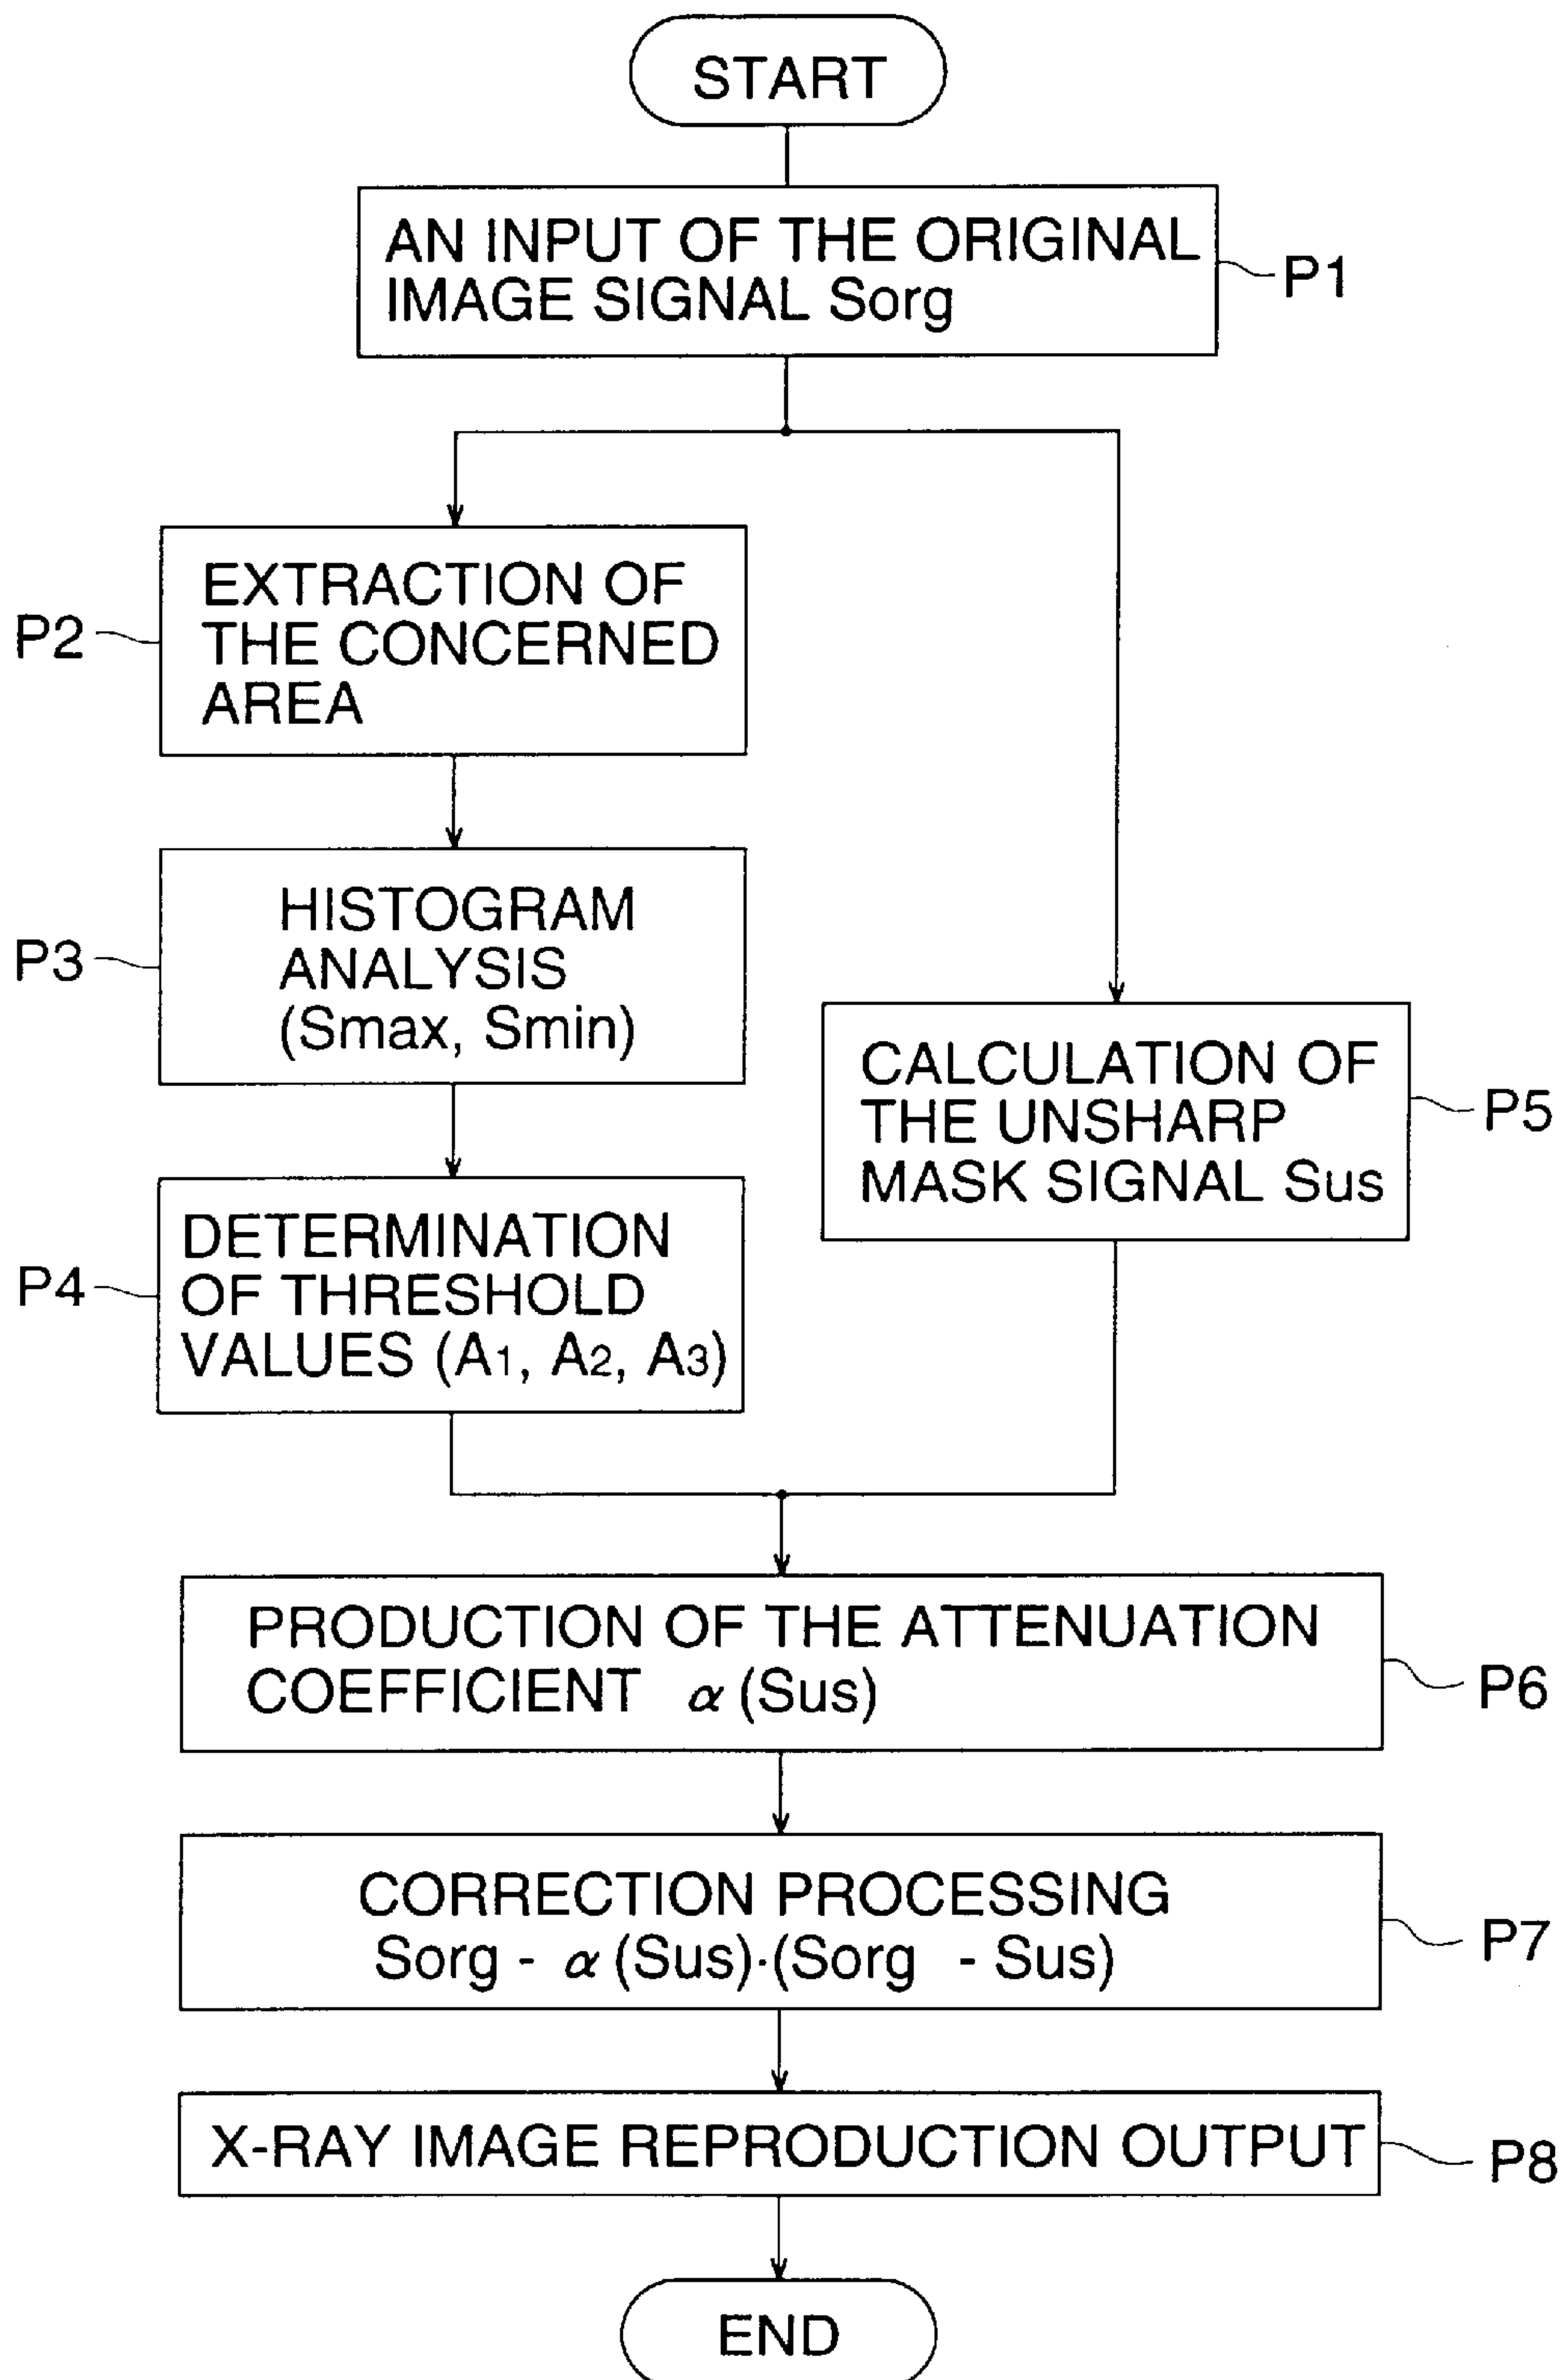 START
AN INPUT OF THE ORIGINAL
IMAGE SIGNAL Sorg
P1
EXTRACTION OF
THE CONCERNED
AREA
P2
HISTOGRAM
ANALYSIS
(Smax, Smin)
P3
DETERMINATION
OF THRESHOLD
VALUES (A1, A2, A3)
P4
CALCULATION OF
THE UNSHARP
MASK SIGNAL Sus
P5
PRODUCTION OF THE ATTENUATION
COEFFICIENT α (Sus)
P6
CORRECTION PROCESSING
Sorg - α (Sus)·(Sorg - Sus)
P7
X-RAY IMAGE REPRODUCTION OUTPUT
P8
END